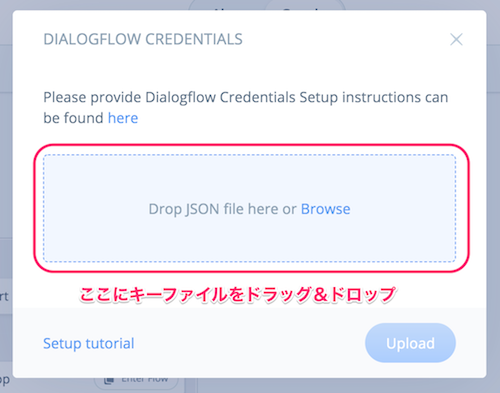 DIALOGFLOW CREDENTIALS
Please provide Dialogflow Credentials Setup instructions can
be found here
Drop JSON file here or Browse
ここにキーファイルをドラッグ＆ドロップ
Setup tutorial
Upload
Enter Flow